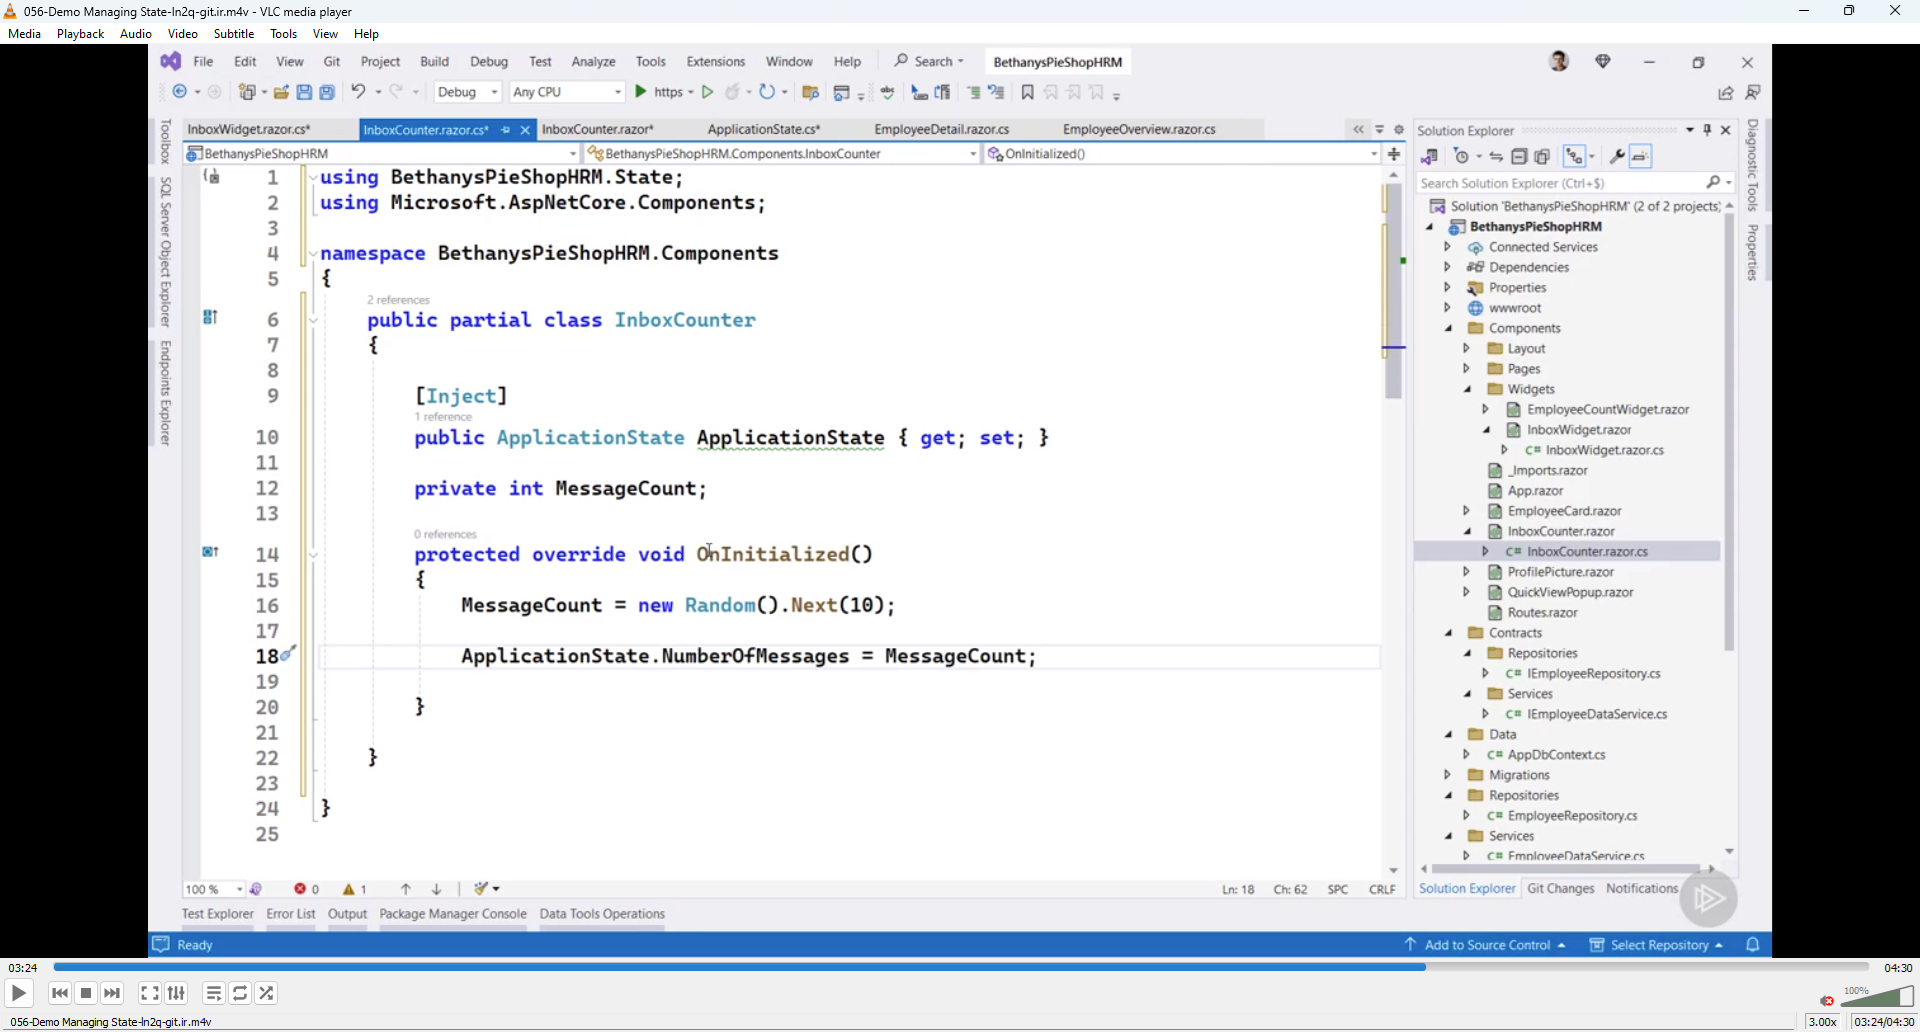 056-Demo Managing State-ln2q-git.ir.m4v - VLC media player
Media Playback Audio Video Subtitle Tools View Help
File Edit View Git Project Build Debug Test Analyze Tools Extensions Window Help Search BethanysPieShopHRM
Debug Any CPU https
InboxWidget.razor.cs* InboxCounter.razor.cs* InboxCounter.razor* ApplicationState.cs* EmployeeDetail.razor.cs EmployeeOverview.razor.cs
BethanysPieShopHRM BethanysPieShopHRM.Components.InboxCounter OnInitialized()
Toolbox
SQL Server Object Explorer
Endpoints Explorer
1 using BethanysPieShopHRM.State;
2 using Microsoft.AspNetCore.Components;
3
4 namespace BethanysPieShopHRM.Components
5 {
2 references
6 public partial class InboxCounter
7 {
8
9 [Inject]
1 reference
10 public ApplicationState ApplicationState { get; set; }
11
12 private int MessageCount;
13
0 references
14 protected override void OnInitialized()
15 {
16 MessageCount = new Random().Next(10);
17
18 ApplicationState.NumberOfMessages = MessageCount;
19
20 }
21
22 }
23
24 }
25
100 % 0 1 Ln: 18 Ch: 62 SPC CRLF
Solution Explorer
Search Solution Explorer (Ctrl+$)
Solution 'BethanysPieShopHRM' (2 of 2 projects)
BethanysPieShopHRM
Connected Services
Dependencies
Properties
wwwroot
Components
Layout
Pages
Widgets
EmployeeCountWidget.razor
InboxWidget.razor
C# InboxWidget.razor.cs
_Imports.razor
App.razor
EmployeeCard.razor
InboxCounter.razor
C# InboxCounter.razor.cs
ProfilePicture.razor
QuickViewPopup.razor
Routes.razor
Contracts
Repositories
C# IEmployeeRepository.cs
Services
C# IEmployeeDataService.cs
Data
C# AppDbContext.cs
Migrations
Repositories
C# EmployeeRepository.cs
Services
C# EmployeeDataService.cs
Solution Explorer Git Changes Notifications
Diagnostic Tools
Properties
Test Explorer Error List Output Package Manager Console Data Tools Operations
Ready Add to Source Control Select Repository
03:24 04:30
100%
056-Demo Managing State-ln2q-git.ir.m4v 3.00x 03:24/04:30